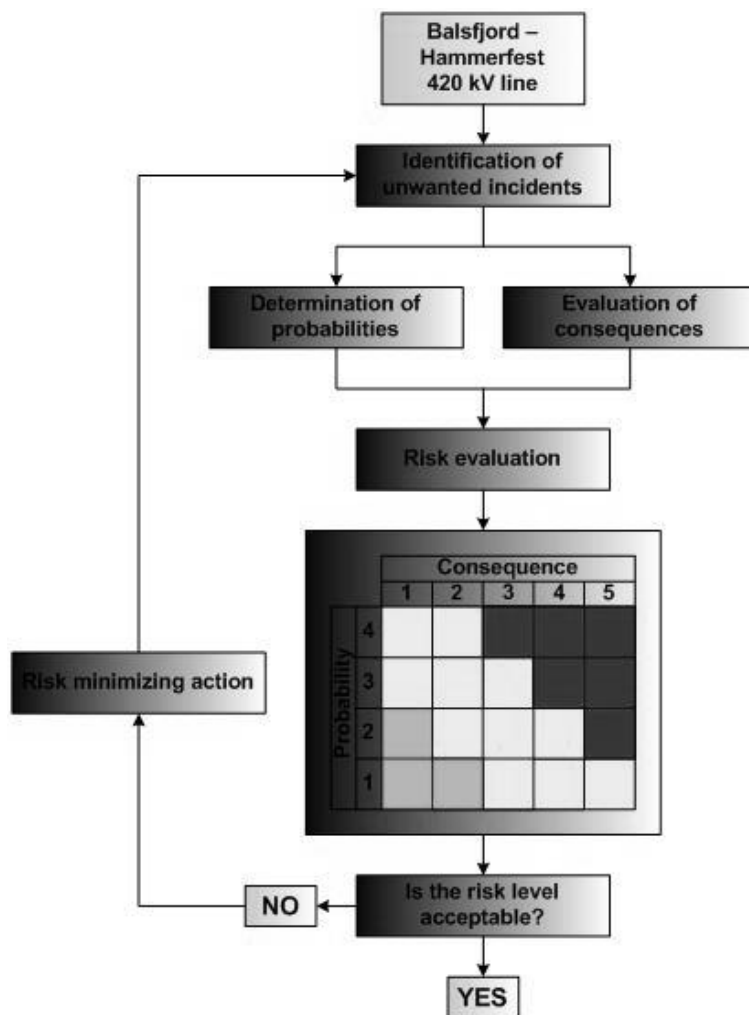 Balsfjord –
Hammerfest
420 kV line
Identification of
unwanted incidents
Determination of
probabilities
Evaluation of
consequences
Risk evaluation
Consequence
1 2 3 4 5
Probability
4
3
2
1
Risk minimizing action
Is the risk level
acceptable?
NO
YES